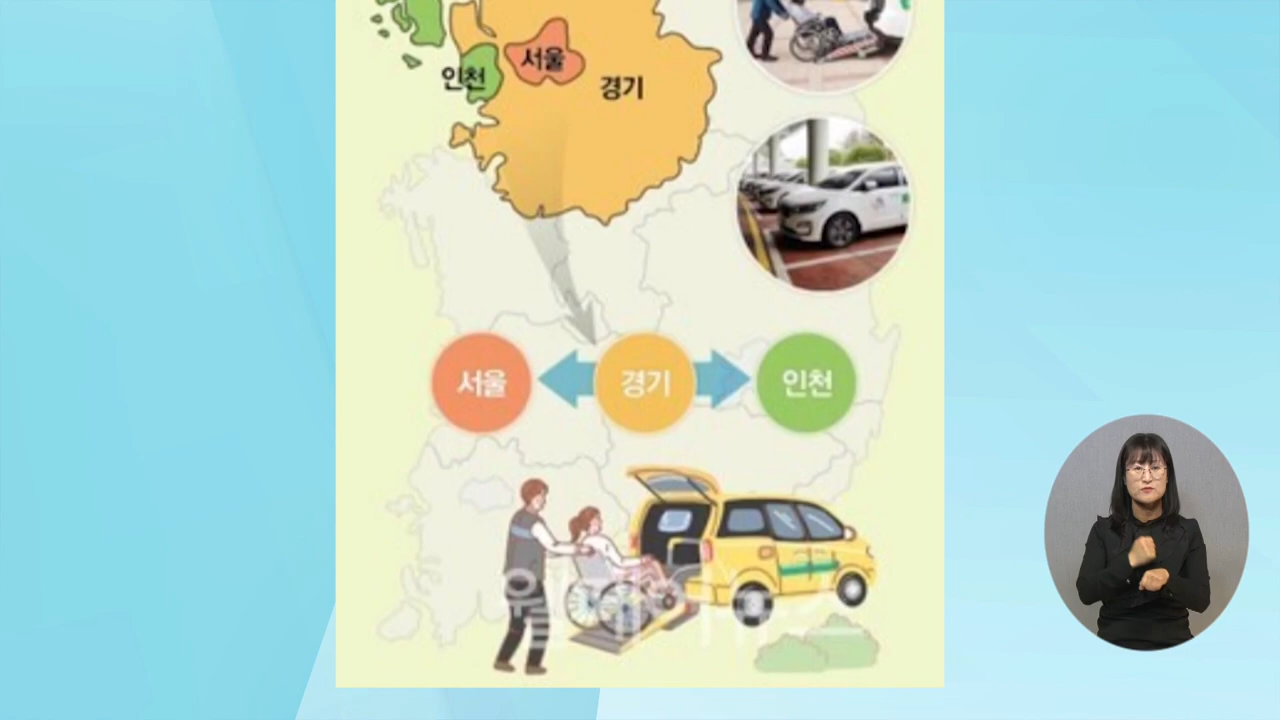 서울
인천
경기
서울 경기 인천